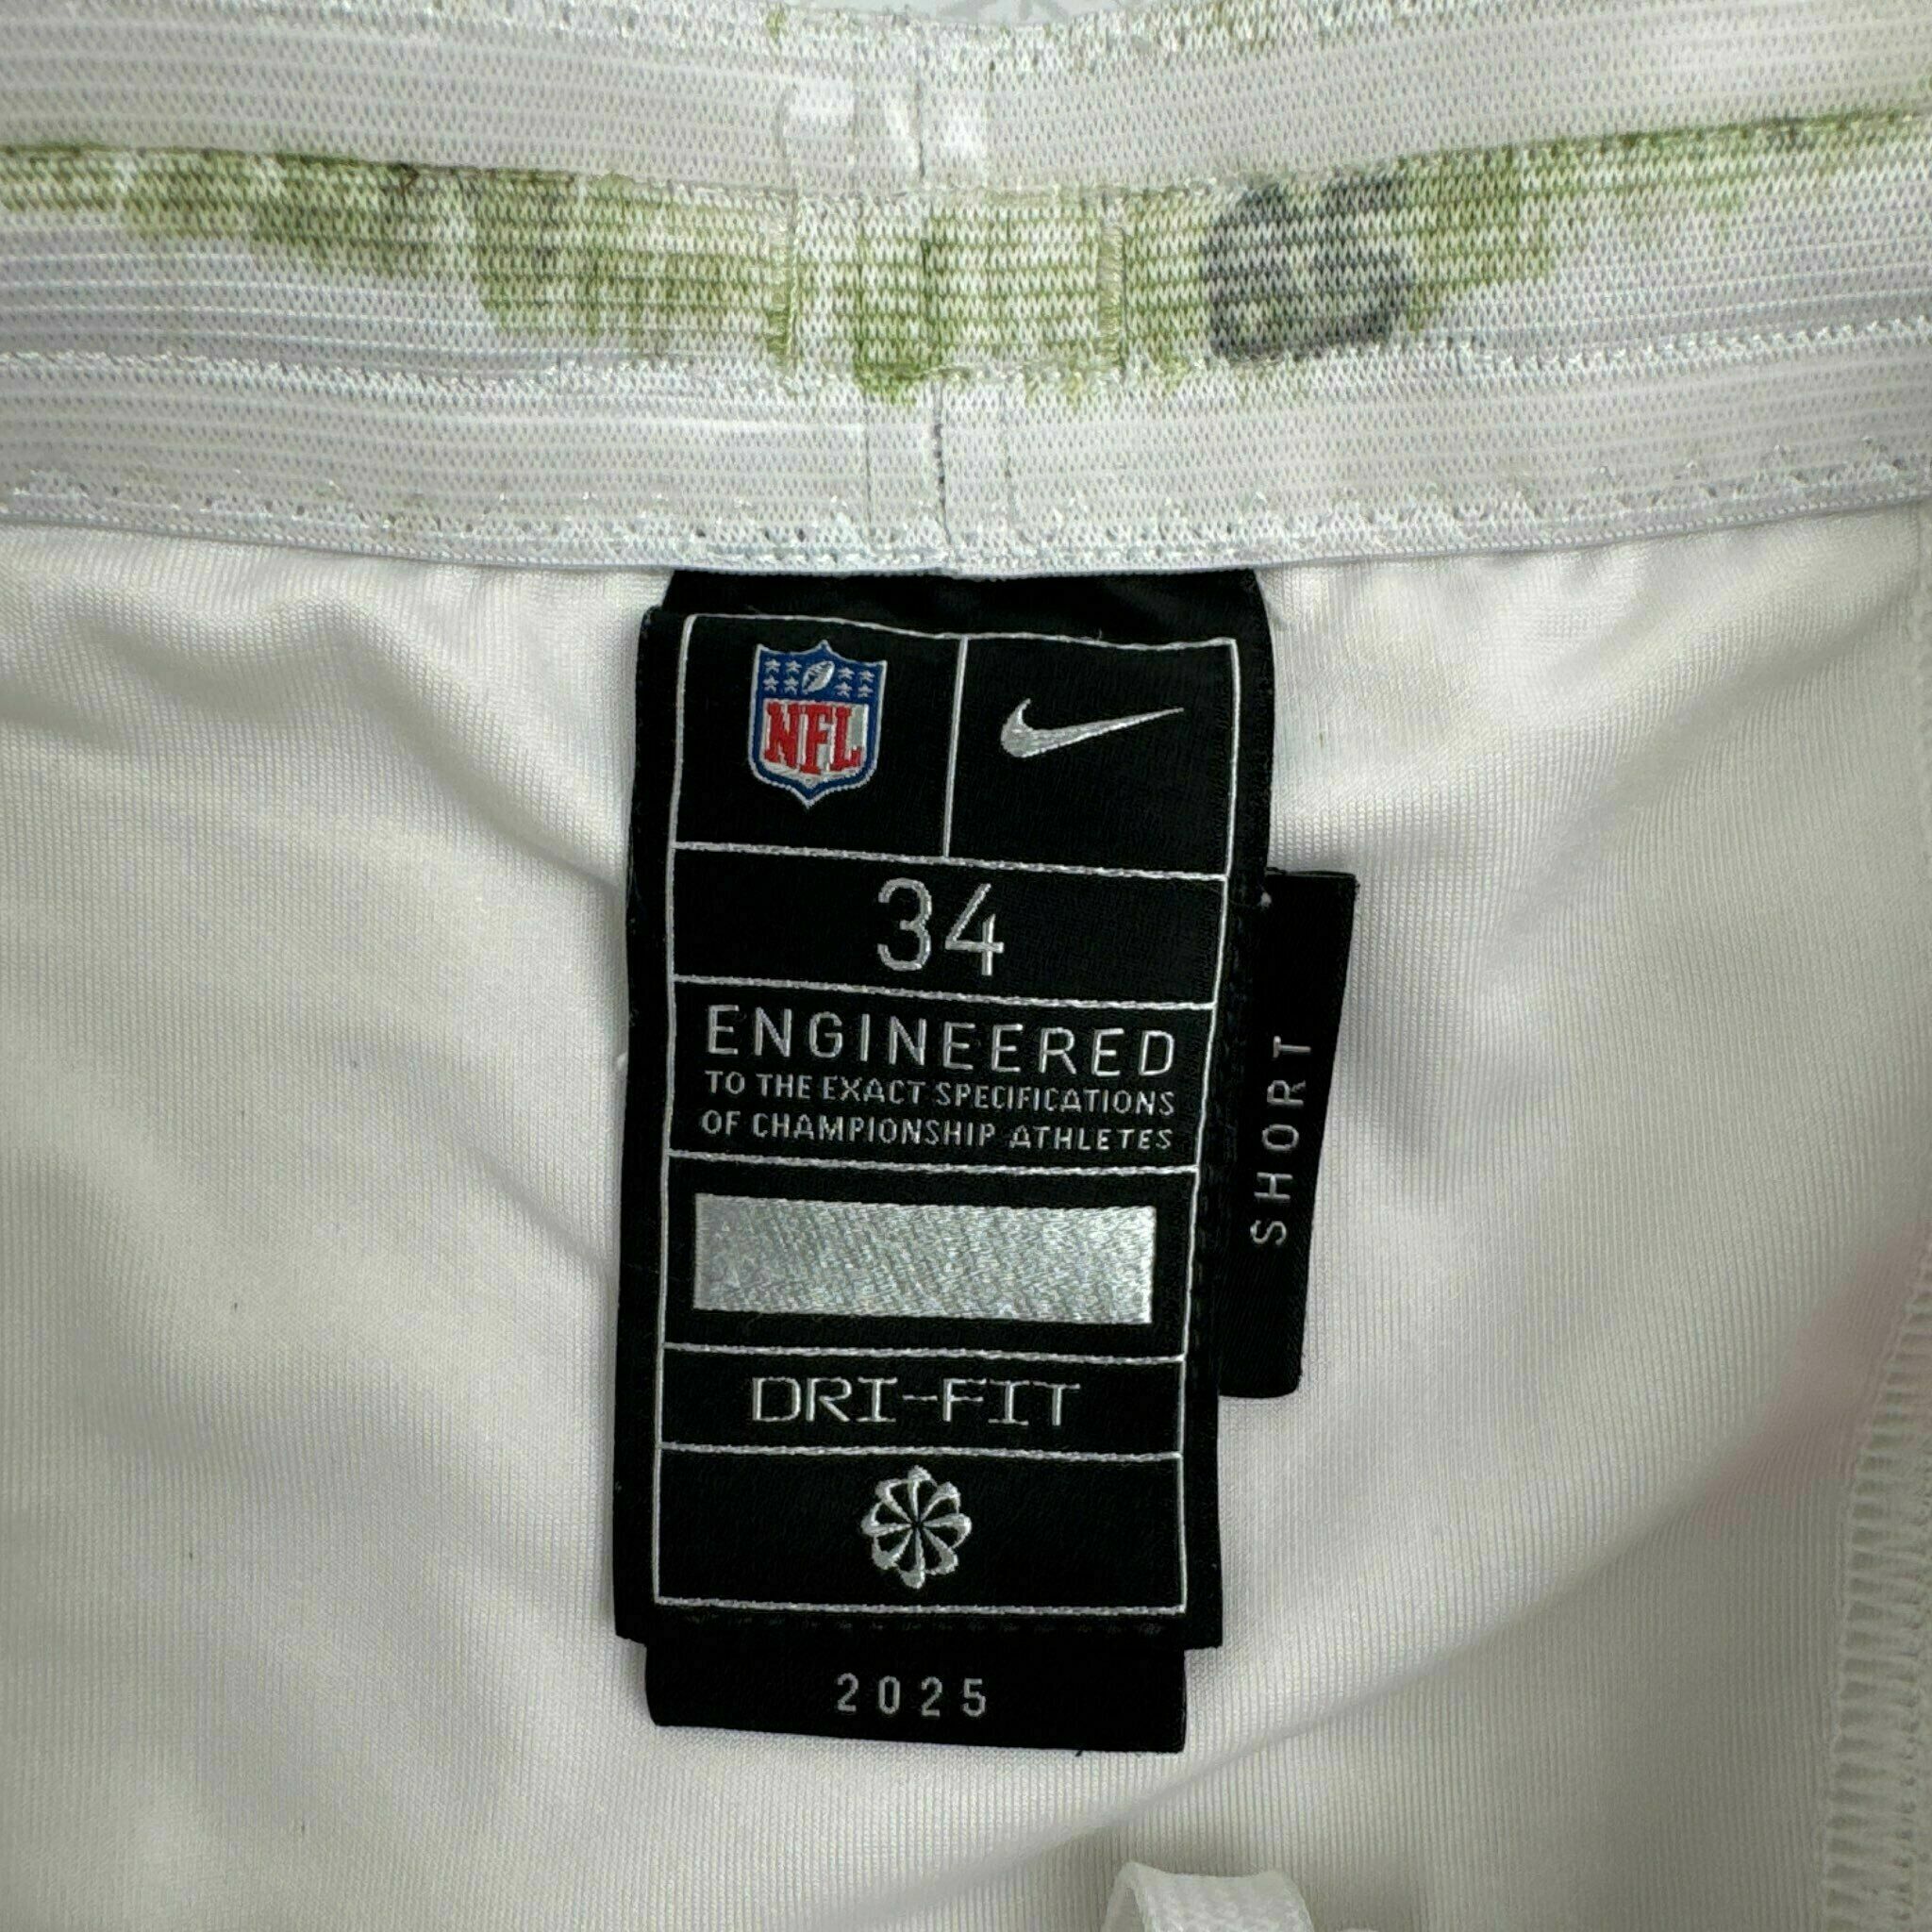 NFL
34
ENGINEERED
TO THE EXACT SPECIFICATIONS
OF CHAMPIONSHIP ATHLETES
SHORT
DRI-FIT
2025